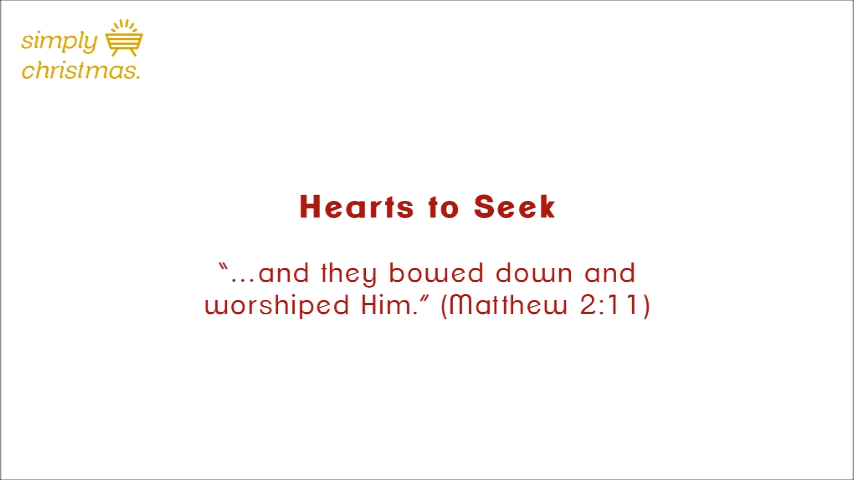 simply
christmas.
Hearts to Seek
“...and they bowed down and
worshiped Him.” (Matthew 2:11)